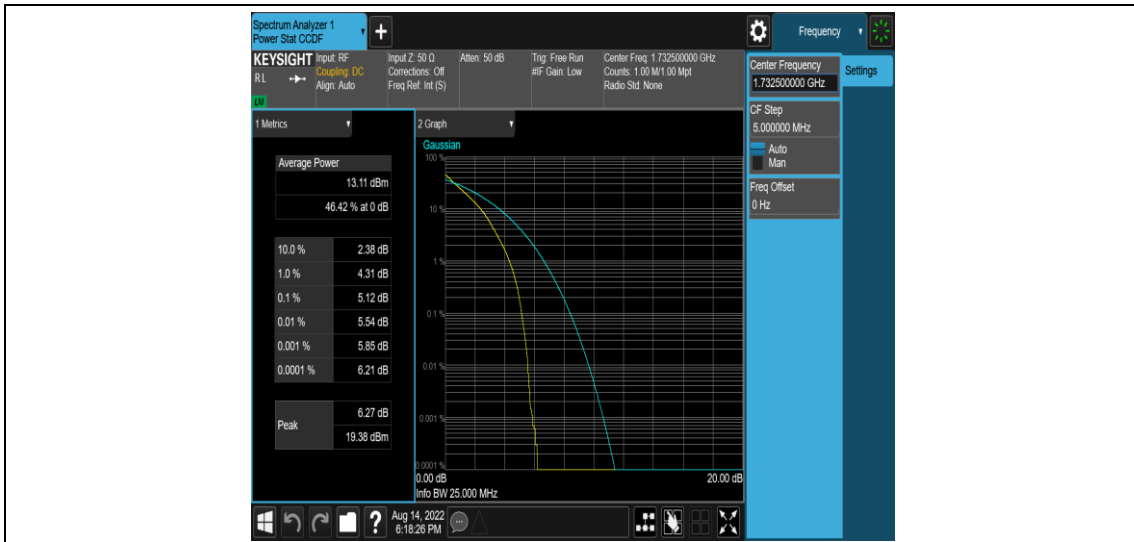 Spectrum Analyzer 1
Power Stat CCDF
+
Frequency
KEYSIGHT
RL
LXI
Input: RF
Coupling: DC
Align: Auto
Input Z: 50 Ω
Corrections: Off
Freq Ref: Int (S)
Atten: 50 dB
Trig: Free Run
#IF Gain: Low
Center Freq: 1.732500000 GHz
Counts: 1.00 M/1.00 Mpt
Radio Std: None
Center Frequency
1.732500000 GHz
Settings
CF Step
5.000000 MHz
Auto
Man
Freq Offset
0 Hz
1 Metrics
Average Power
13.11 dBm
46.42 % at 0 dB
10.0 % 2.38 dB
1.0 % 4.31 dB
0.1 % 5.12 dB
0.01 % 5.54 dB
0.001 % 5.85 dB
0.0001 % 6.21 dB
Peak
6.27 dB
19.38 dBm
2 Graph
Gaussian
100 %
10 %
1 %
0.1 %
0.01 %
0.001 %
0.0001 %
0.00 dB 20.00 dB
Info BW 25.000 MHz
?
Aug 14, 2022
6:18:26 PM